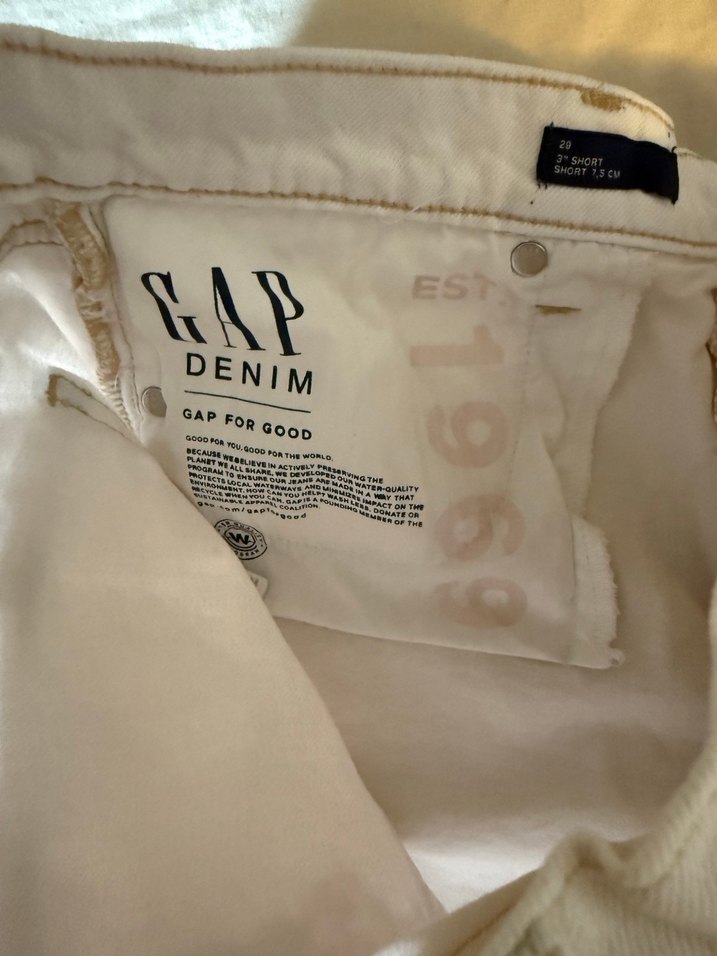 29
3" SHORT
SHORT 7,5 CM
GAP
DENIM
GAP FOR GOOD
GOOD FOR YOU, GOOD FOR THE WORLD.
BECAUSE WE BELIEVE IN ACTIVELY PRESERVING THE
PLANET WE ALL SHARE, WE DEVELOPED OUR WATER-QUALITY
PROGRAM TO ENSURE OUR JEANS ARE MADE IN A WAY THAT
PROTECTS LOCAL WATERWAYS AND MINIMIZES IMPACT ON THE
ENVIRONMENT. HOW CAN YOU HELP? WASH LESS. DONATE OR
RECYCLE WHEN YOU CAN. GAP IS A FOUNDING MEMBER OF THE
SUSTAINABLE APPAREL COALITION.
gap.com/gapforgood
W
EST.
1969